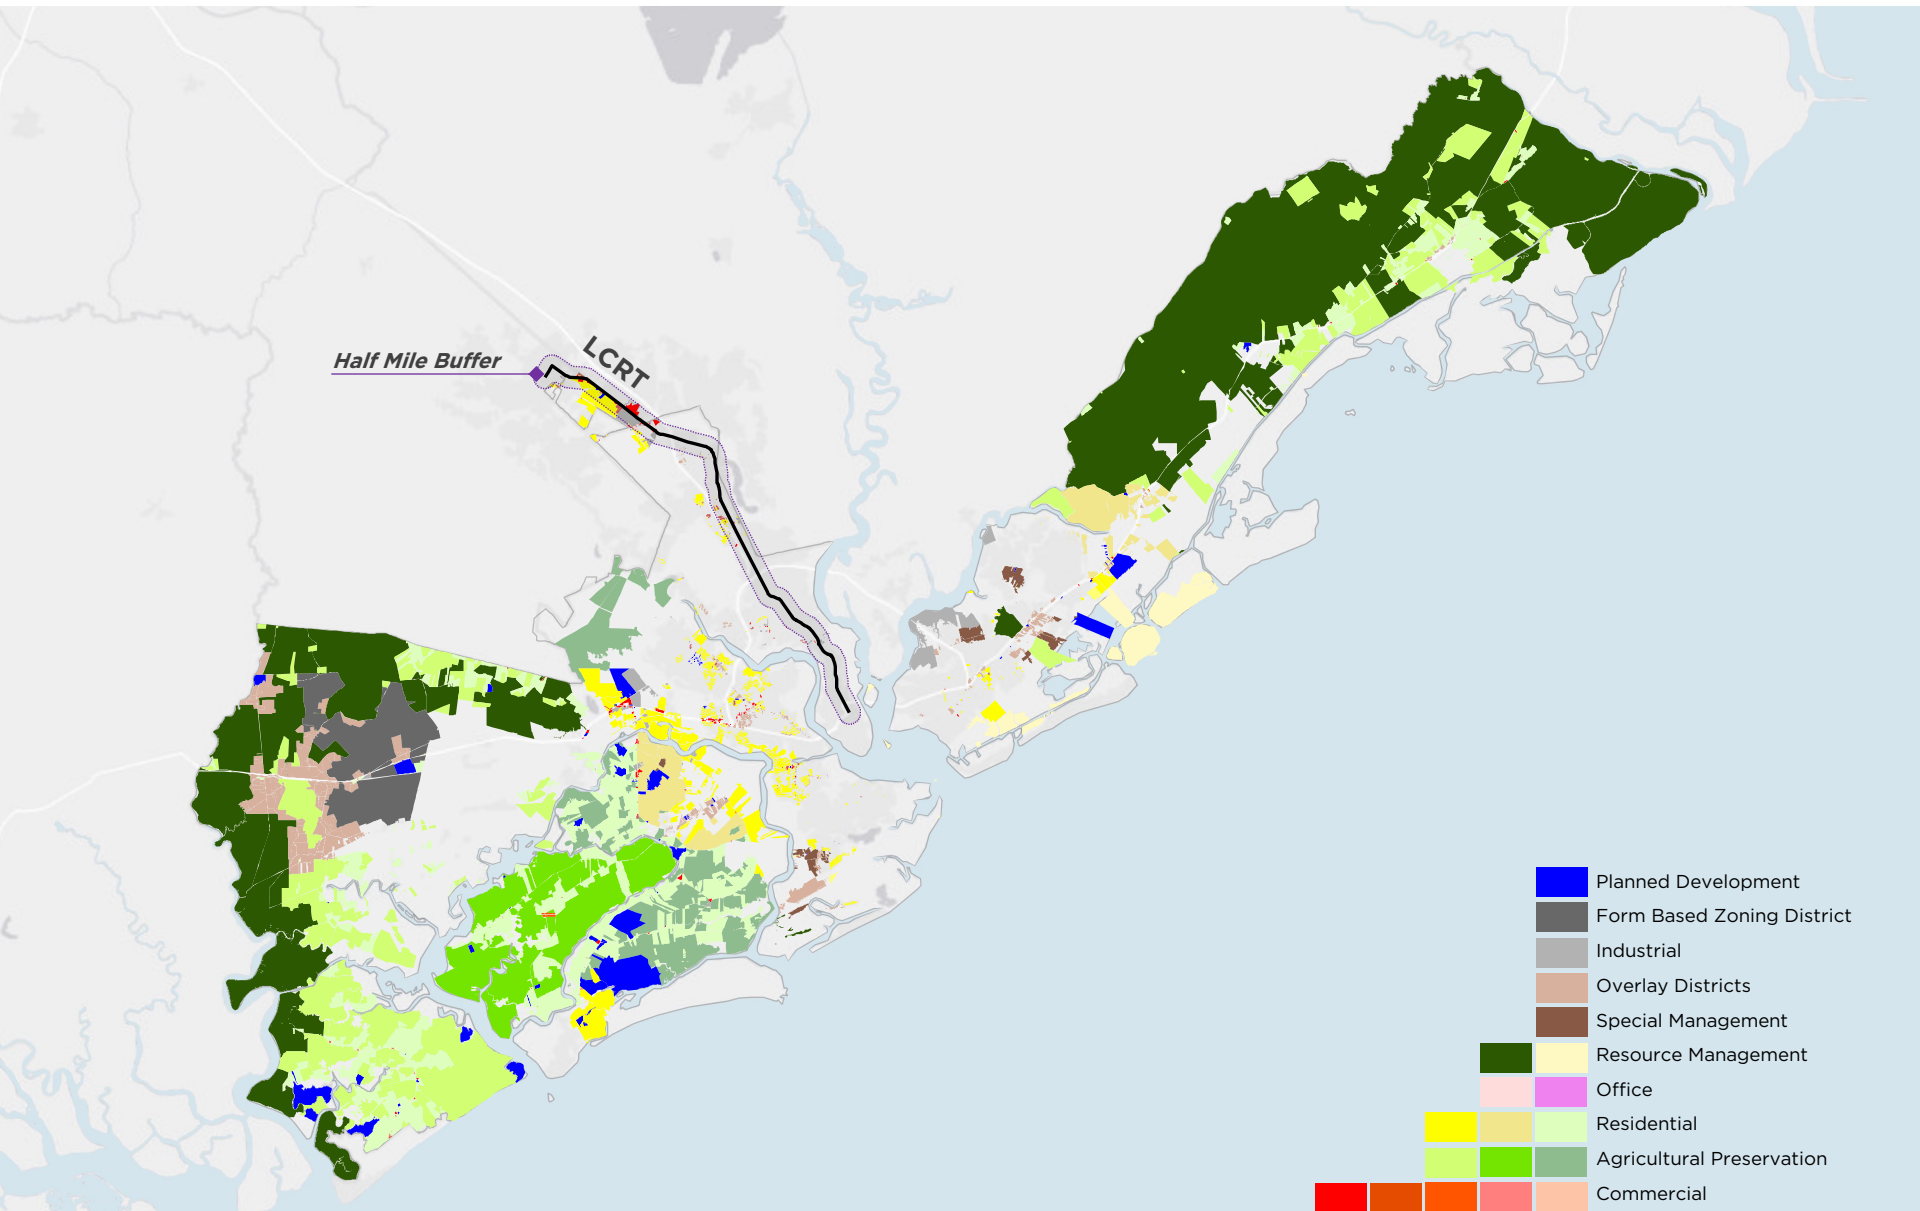 LCRT
Half Mile Buffer
Planned Development
Form Based Zoning District
Industrial
Overlay Districts
Special Management
Resource Management
Office
Residential
Agricultural Preservation
Commercial